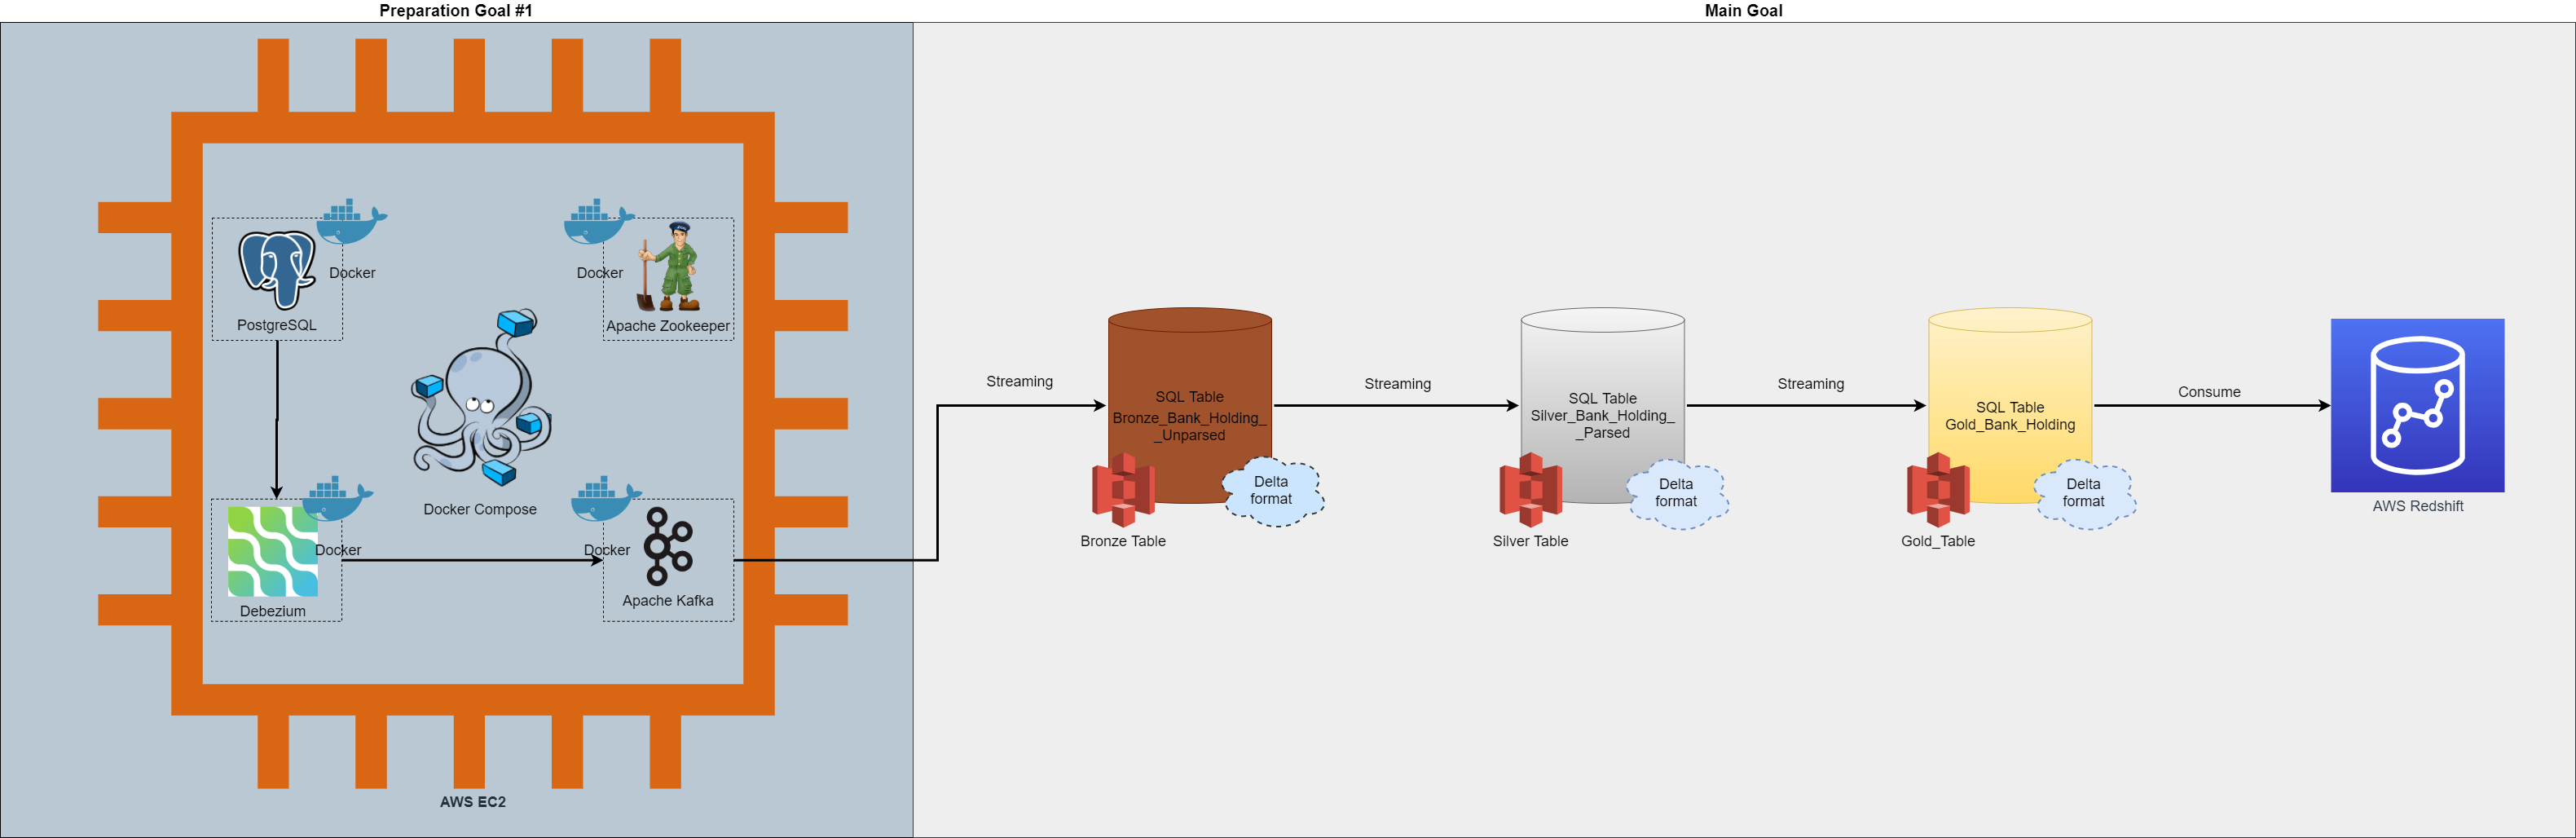 Preparation Goal #1
Main Goal
Docker
PostgreSQL
Docker
Apache Zookeeper
Docker Compose
Docker
Debezium
Docker
Apache Kafka
AWS EC2
Streaming
SQL Table
Bronze_Bank_Holding_
_Unparsed
Delta
format
Bronze Table
Streaming
SQL Table
Silver_Bank_Holding_
_Parsed
Delta
format
Silver Table
Streaming
SQL Table
Gold_Bank_Holding
Delta
format
Gold_Table
Consume
AWS Redshift